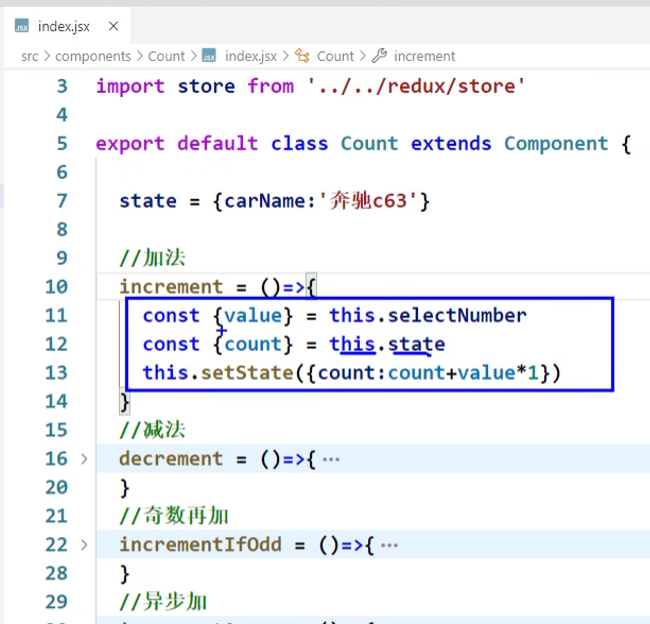 JSX index.jsx ×
src > components > Count > JSX index.jsx > Count > increment
3 import store from '../../redux/store'
4
5 export default class Count extends Component {
6
7 state = {carName:'奔驰c63'}
8
9 //加法
10 increment = ()=>{
11 const {value} = this.selectNumber
12 const {count} = this.state
13 this.setState({count:count+value*1})
14 }
15 //减法
16 > decrement = ()=>{ ···
20 }
21 //奇数再加
22 > incrementIfOdd = ()=>{ ···
28 }
29 //异步加